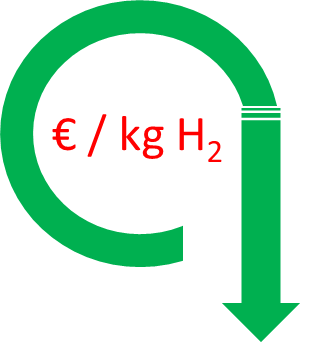 € / kg H₂